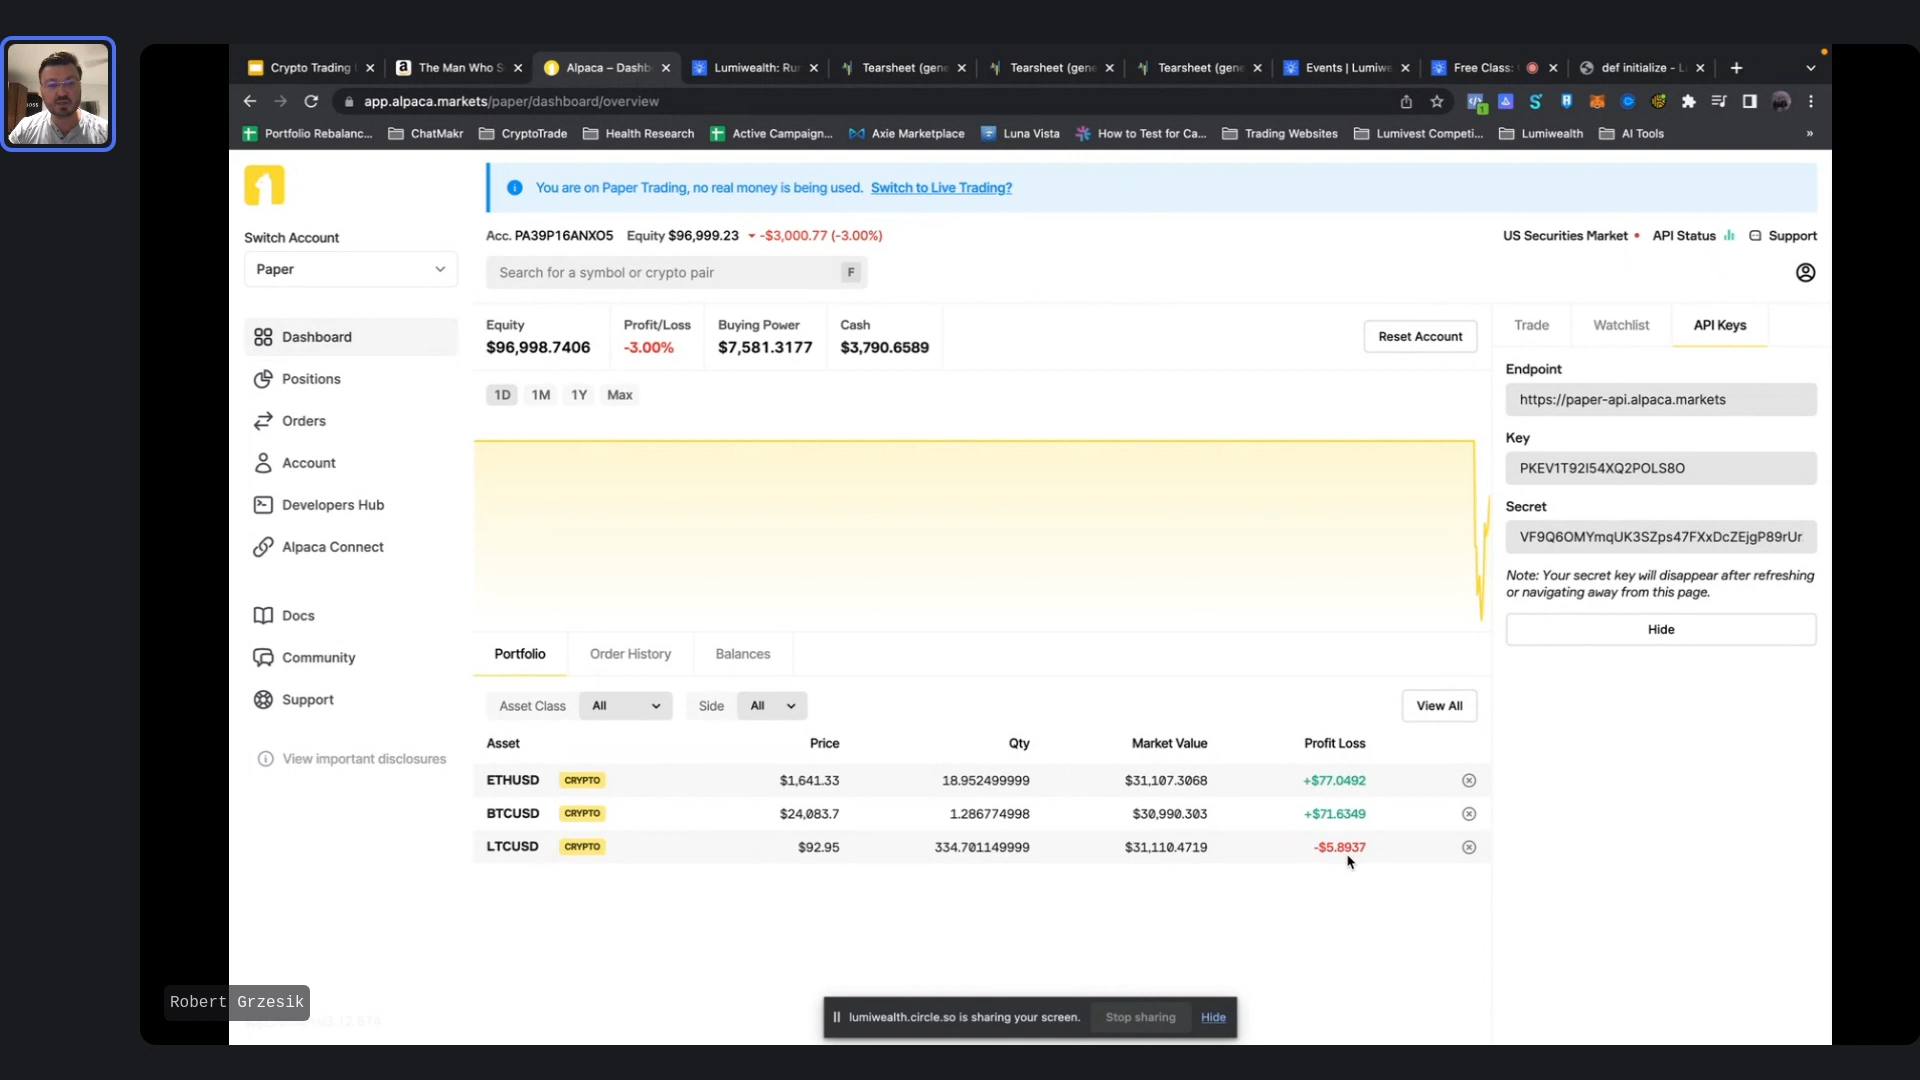 Crypto Trading
The Man Who S
Alpaca – Dashb
Lumiwealth: Ru
Tearsheet (gene
Tearsheet (gene
Tearsheet (gene
Events | Lumiwe
Free Class:
def initialize - L
app.alpaca.markets/paper/dashboard/overview
Portfolio Rebalanc...
ChatMakr
CryptoTrade
Health Research
Active Campaign...
Axie Marketplace
Luna Vista
How to Test for Ca...
Trading Websites
Lumivest Competi...
Lumiwealth
AI Tools
»
You are on Paper Trading, no real money is being used. Switch to Live Trading?
Switch Account
Paper
Acc. PA39P16ANXO5 Equity $96,999.23 -$3,000.77 (-3.00%)
US Securities Market • API Status Support
Search for a symbol or crypto pair F
Dashboard
Positions
Orders
Account
Developers Hub
Alpaca Connect
Docs
Community
Support
View important disclosures
Equity Profit/Loss Buying Power Cash
$96,998.7406 -3.00% $7,581.3177 $3,790.6589
Reset Account
1D 1M 1Y Max
Trade Watchlist API Keys
Endpoint
https://paper-api.alpaca.markets
Key
PKEV1T92I54XQ2POLS8O
Secret
VF9Q6OMYmqUK3SZps47FXxDcZEjgP89rUr
Note: Your secret key will disappear after refreshing
or navigating away from this page.
Hide
Portfolio Order History Balances
Asset Class All Side All View All
Asset Price Qty Market Value Profit Loss
ETHUSD CRYPTO $1,641.33 18.952499999 $31,107.3068 +$77.0492
BTCUSD CRYPTO $24,083.7 1.286774998 $30,990.303 +$71.6349
LTCUSD CRYPTO $92.95 334.701149999 $31,110.4719 -$5.8937
Robert Grzesik
lumiwealth.circle.so is sharing your screen. Stop sharing Hide